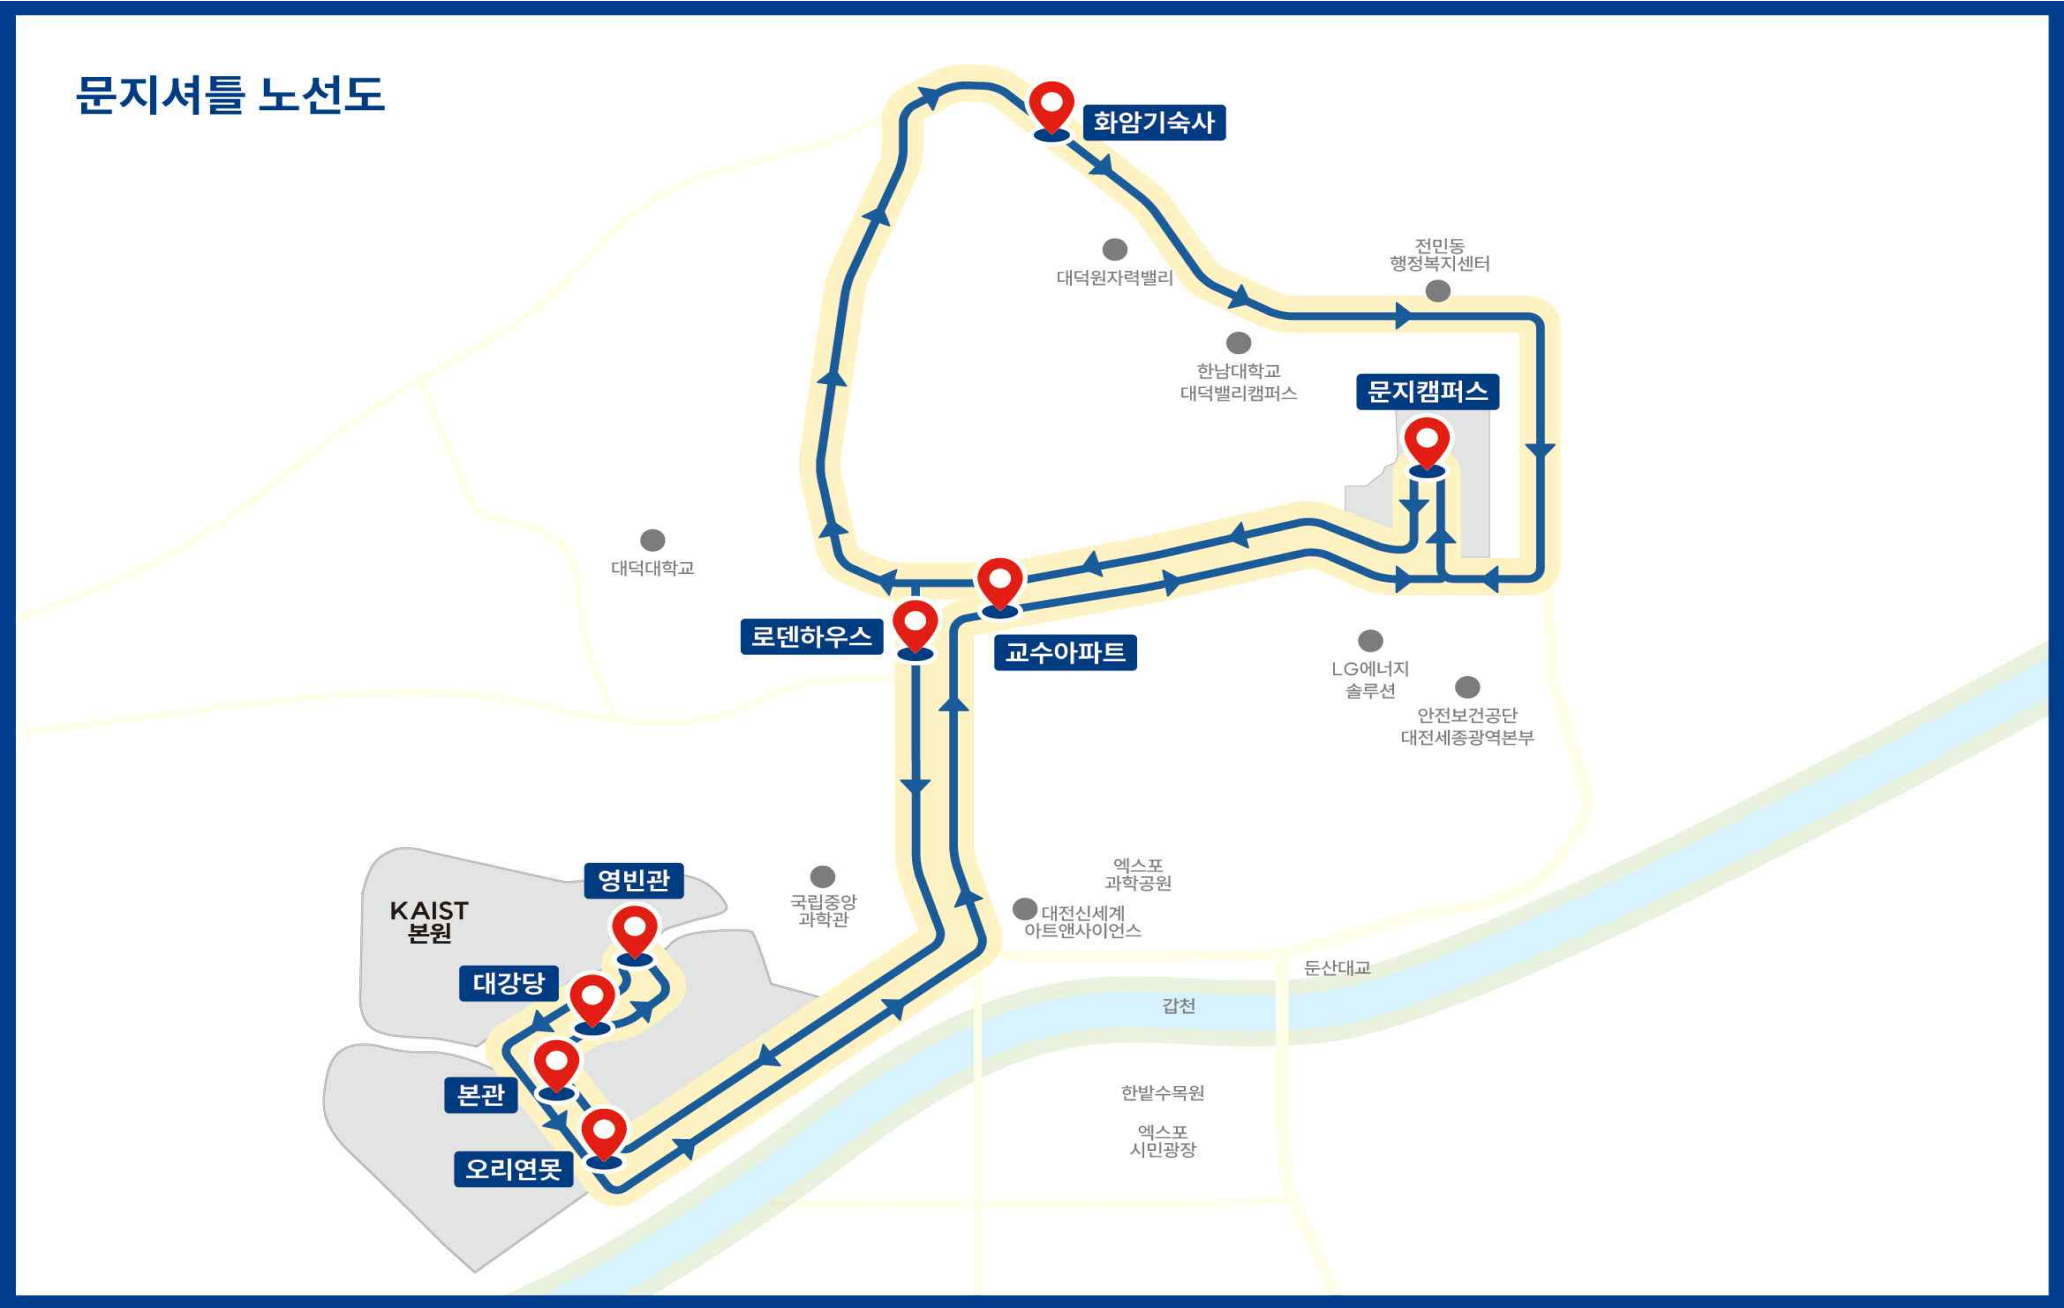 문지셔틀 노선도
화암기숙사
대덕원자력밸리
전민동
행정복지센터
한남대학교
대덕밸리캠퍼스
문지캠퍼스
대덕대학교
로덴하우스
교수아파트
LG에너지
솔루션
안전보건공단
대전세종광역본부
KAIST
본원
영빈관
대강당
본관
오리연못
국립중앙
과학관
엑스포
과학공원
대전신세계
아트앤사이언스
둔산대교
갑천
한밭수목원
엑스포
시민광장